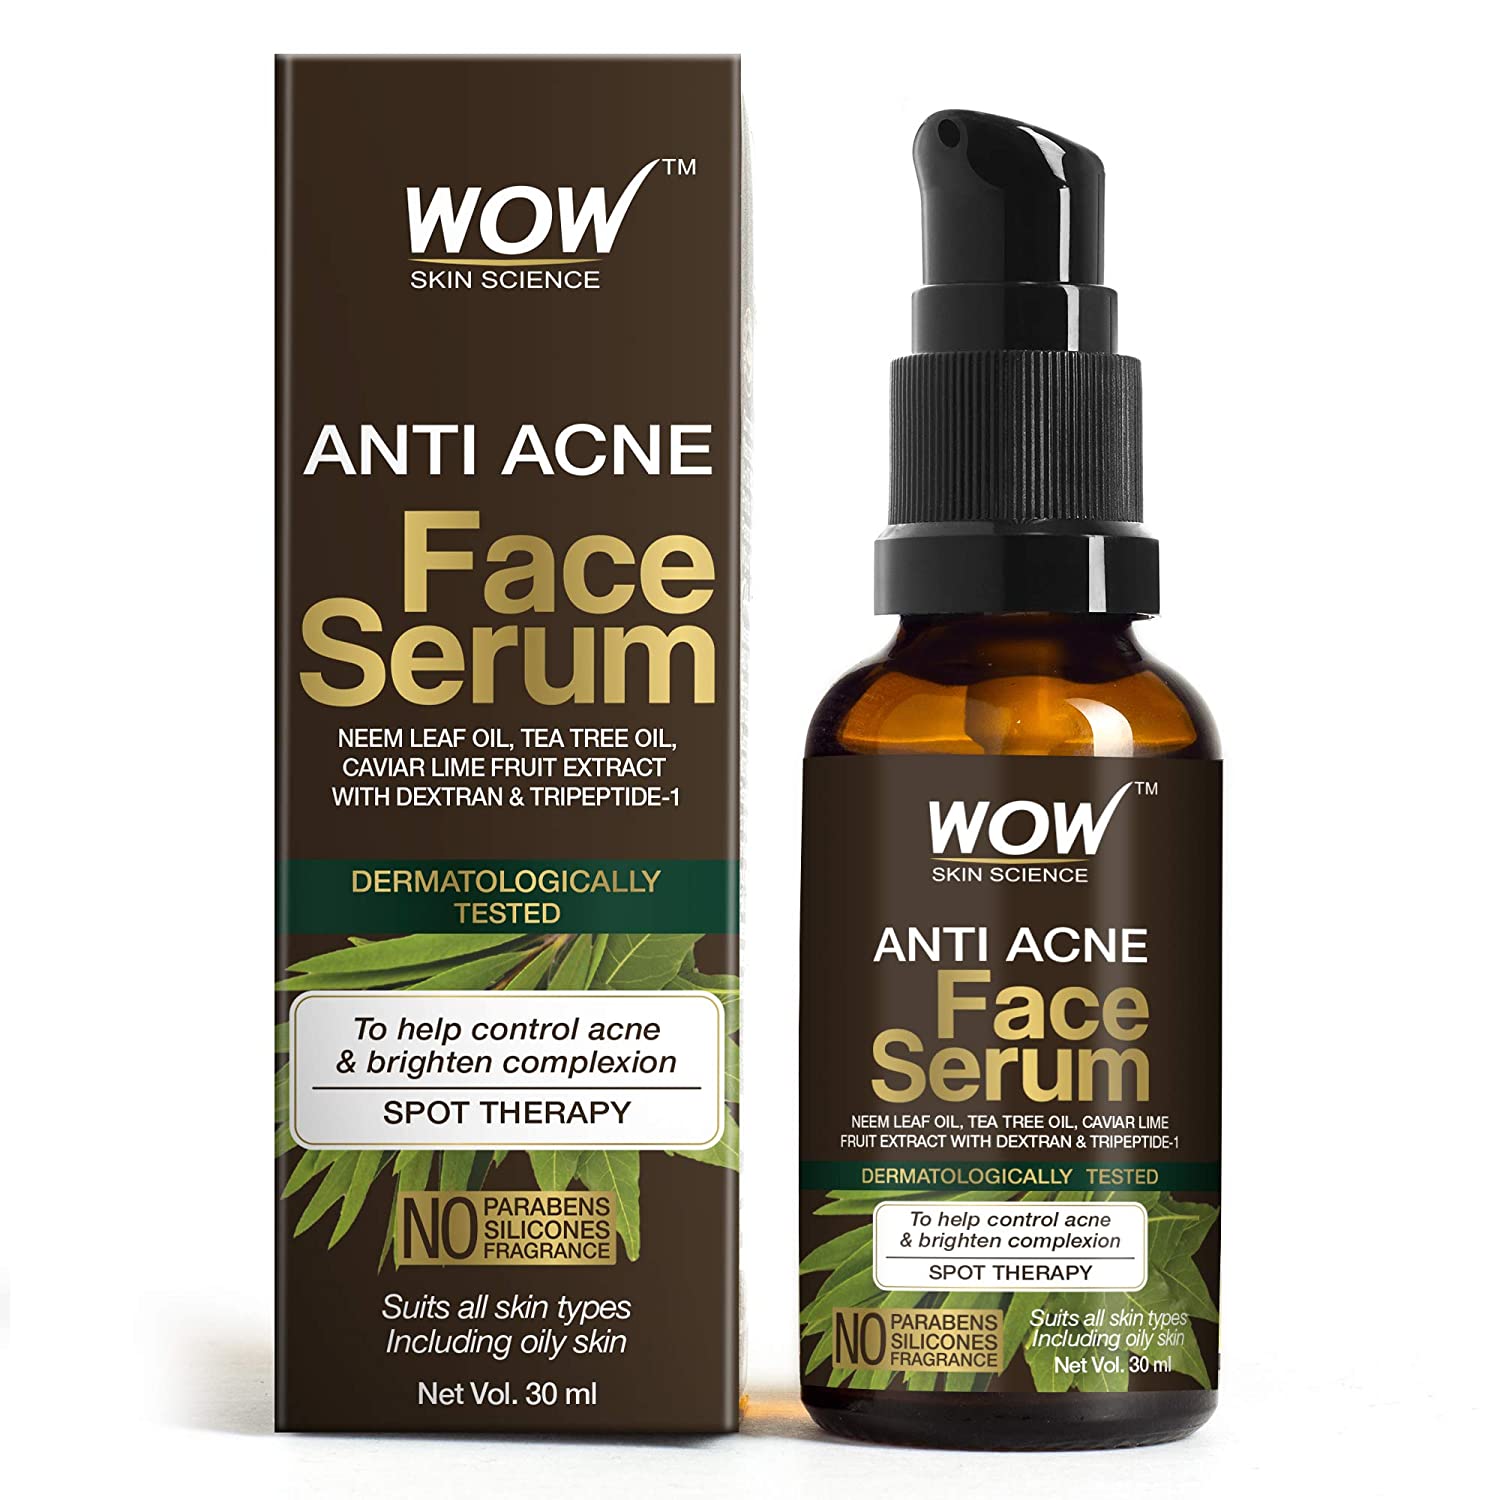 WOW™
SKIN SCIENCE
ANTI ACNE
Face
Serum
NEEM LEAF OIL, TEA TREE OIL,
CAVIAR LIME FRUIT EXTRACT
WITH DEXTRAN & TRIPEPTIDE-1
DERMATOLOGICALLY
TESTED
To help control acne
& brighten complexion
SPOT THERAPY
NO PARABENS
SILICONES
FRAGRANCE
Suits all skin types
Including oily skin
Net Vol. 30 ml
WOW™
SKIN SCIENCE
ANTI ACNE
Face
Serum
NEEM LEAF OIL, TEA TREE OIL, CAVIAR LIME
FRUIT EXTRACT WITH DEXTRAN & TRIPEPTIDE-1
DERMATOLOGICALLY TESTED
To help control acne
& brighten complexion
SPOT THERAPY
NO PARABENS
SILICONES
FRAGRANCE
Suits all skin types
Including oily skin
Net Vol. 30 ml